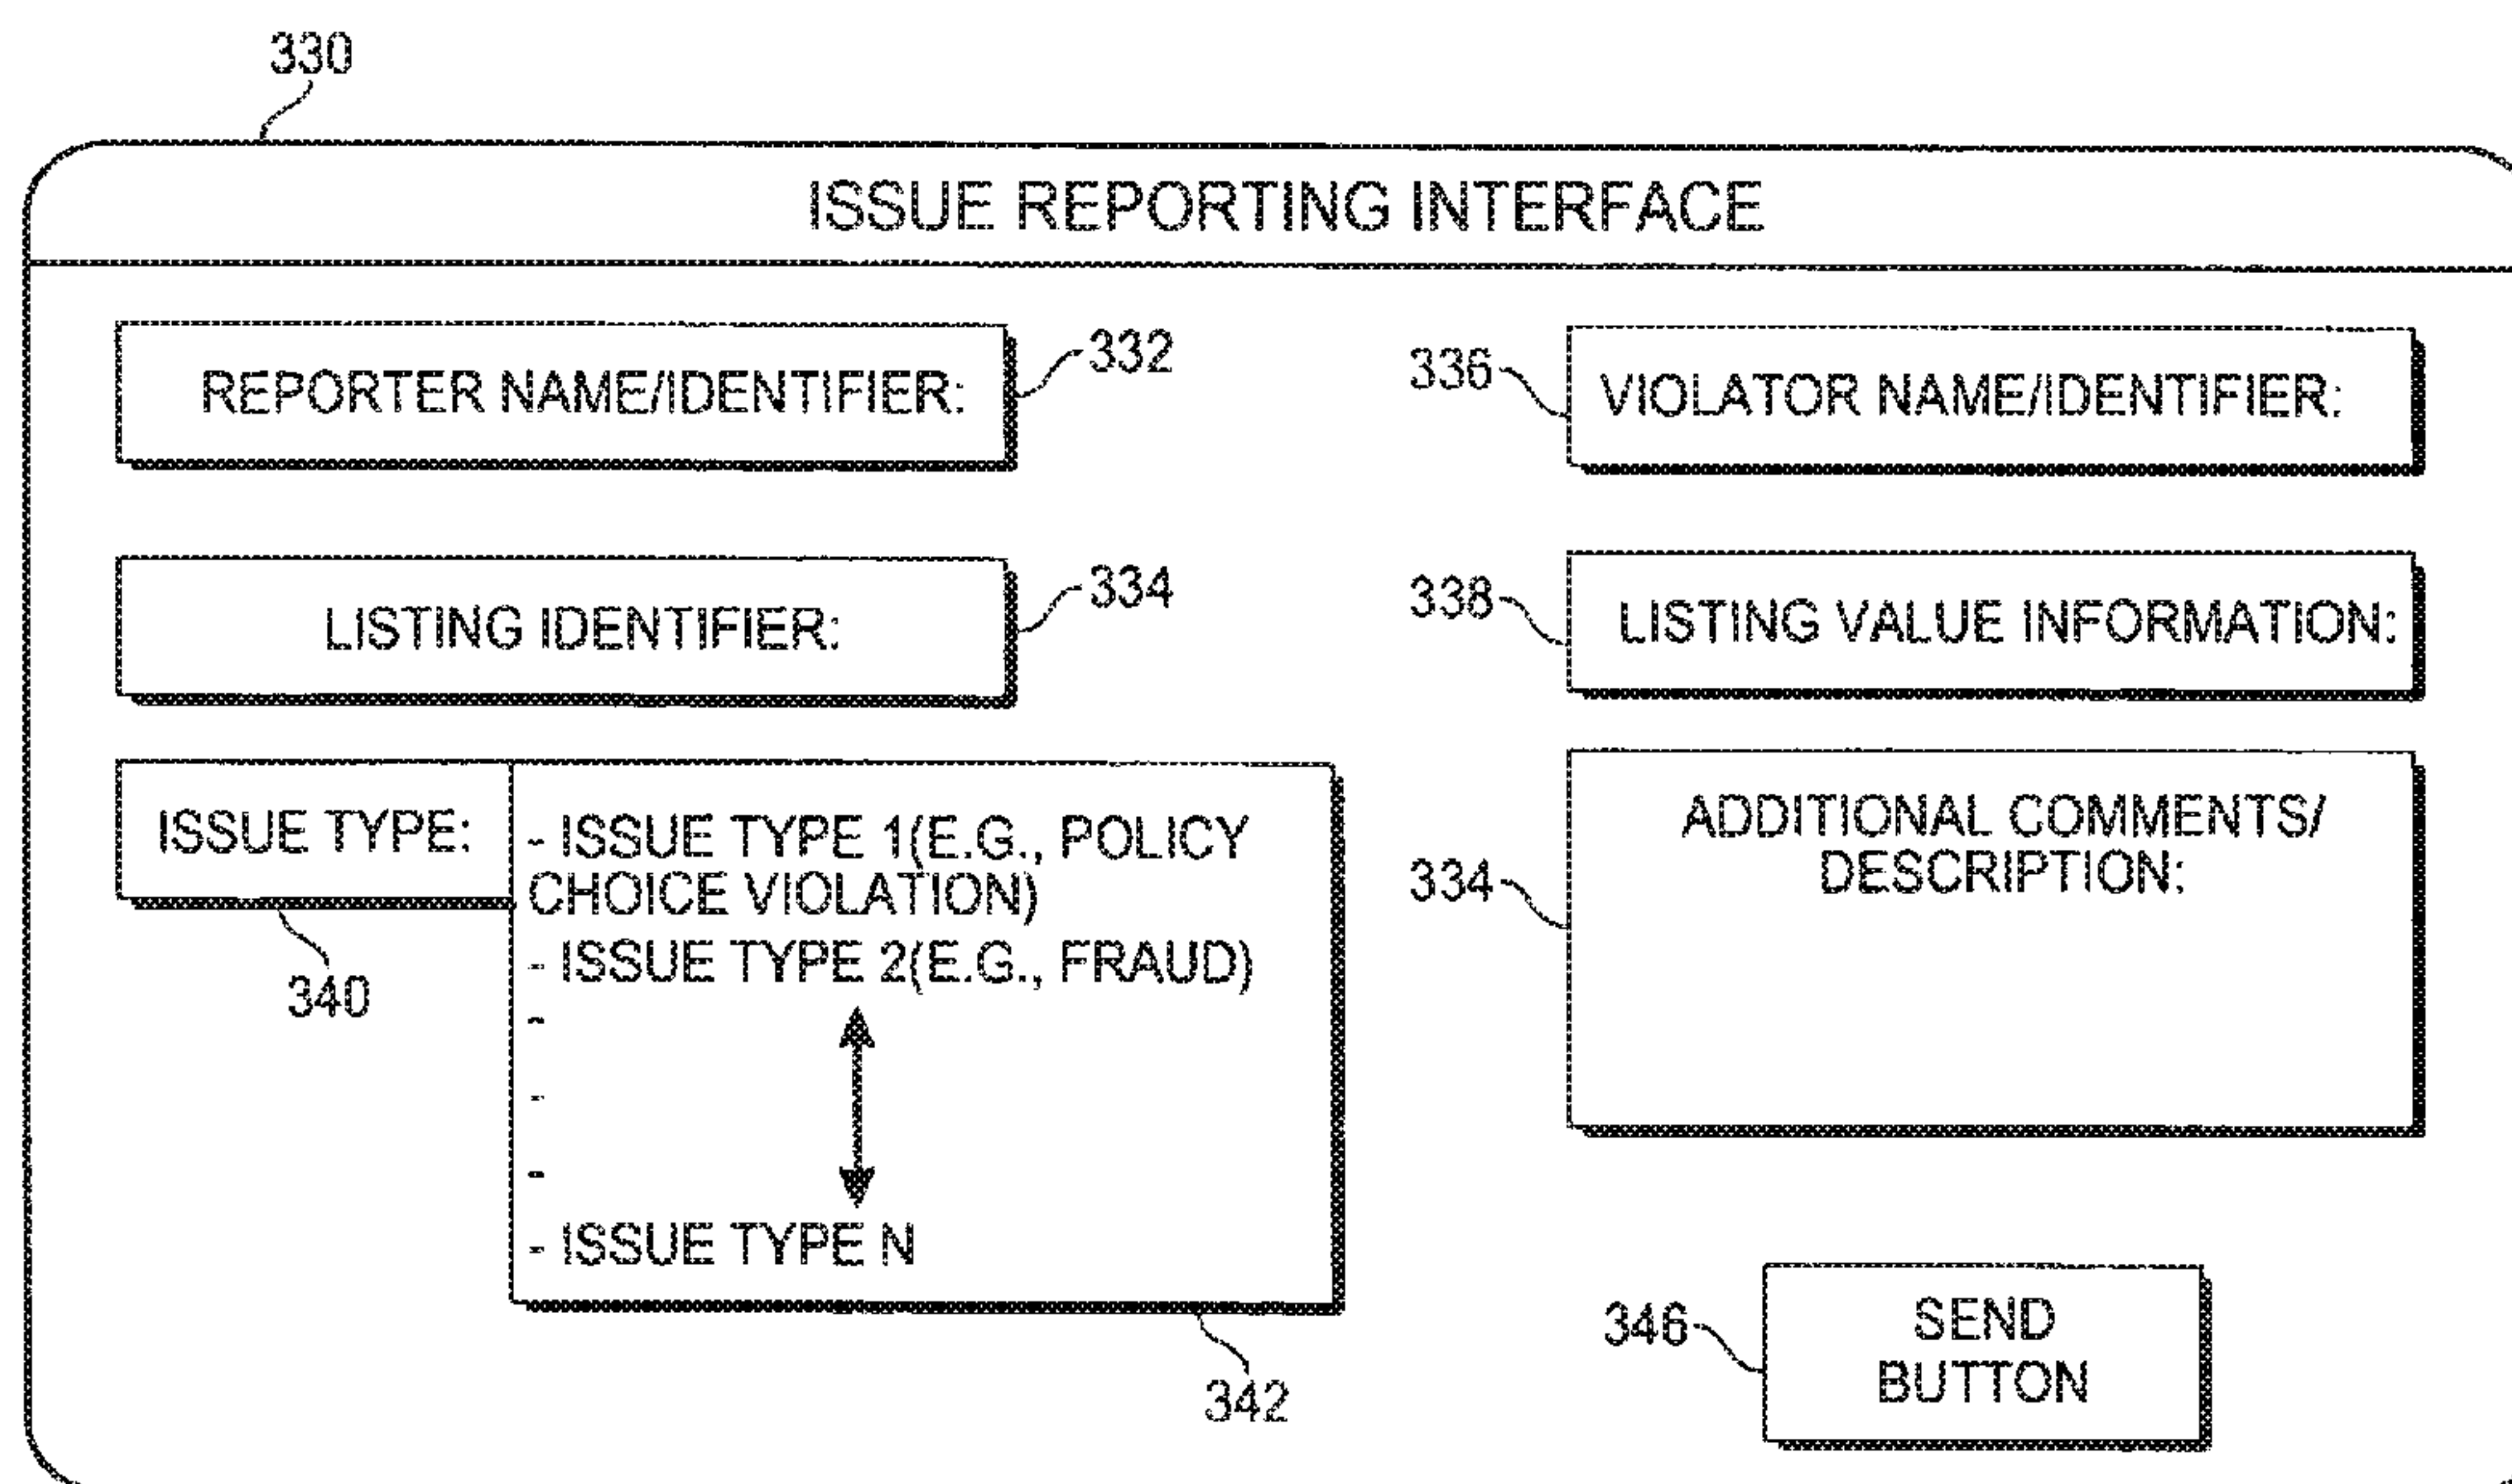 330
ISSUE REPORTING INTERFACE
REPORTER NAME/IDENTIFIER:
332
336
VIOLATOR NAME/IDENTIFIER:
LISTING IDENTIFIER:
334
338
LISTING VALUE INFORMATION:
ISSUE TYPE:
340
- ISSUE TYPE 1(E.G., POLICY
CHOICE VIOLATION)
- ISSUE TYPE 2(E.G., FRAUD)
-
-
-
- ISSUE TYPE N
342
334
ADDITIONAL COMMENTS/
DESCRIPTION:
346
SEND
BUTTON